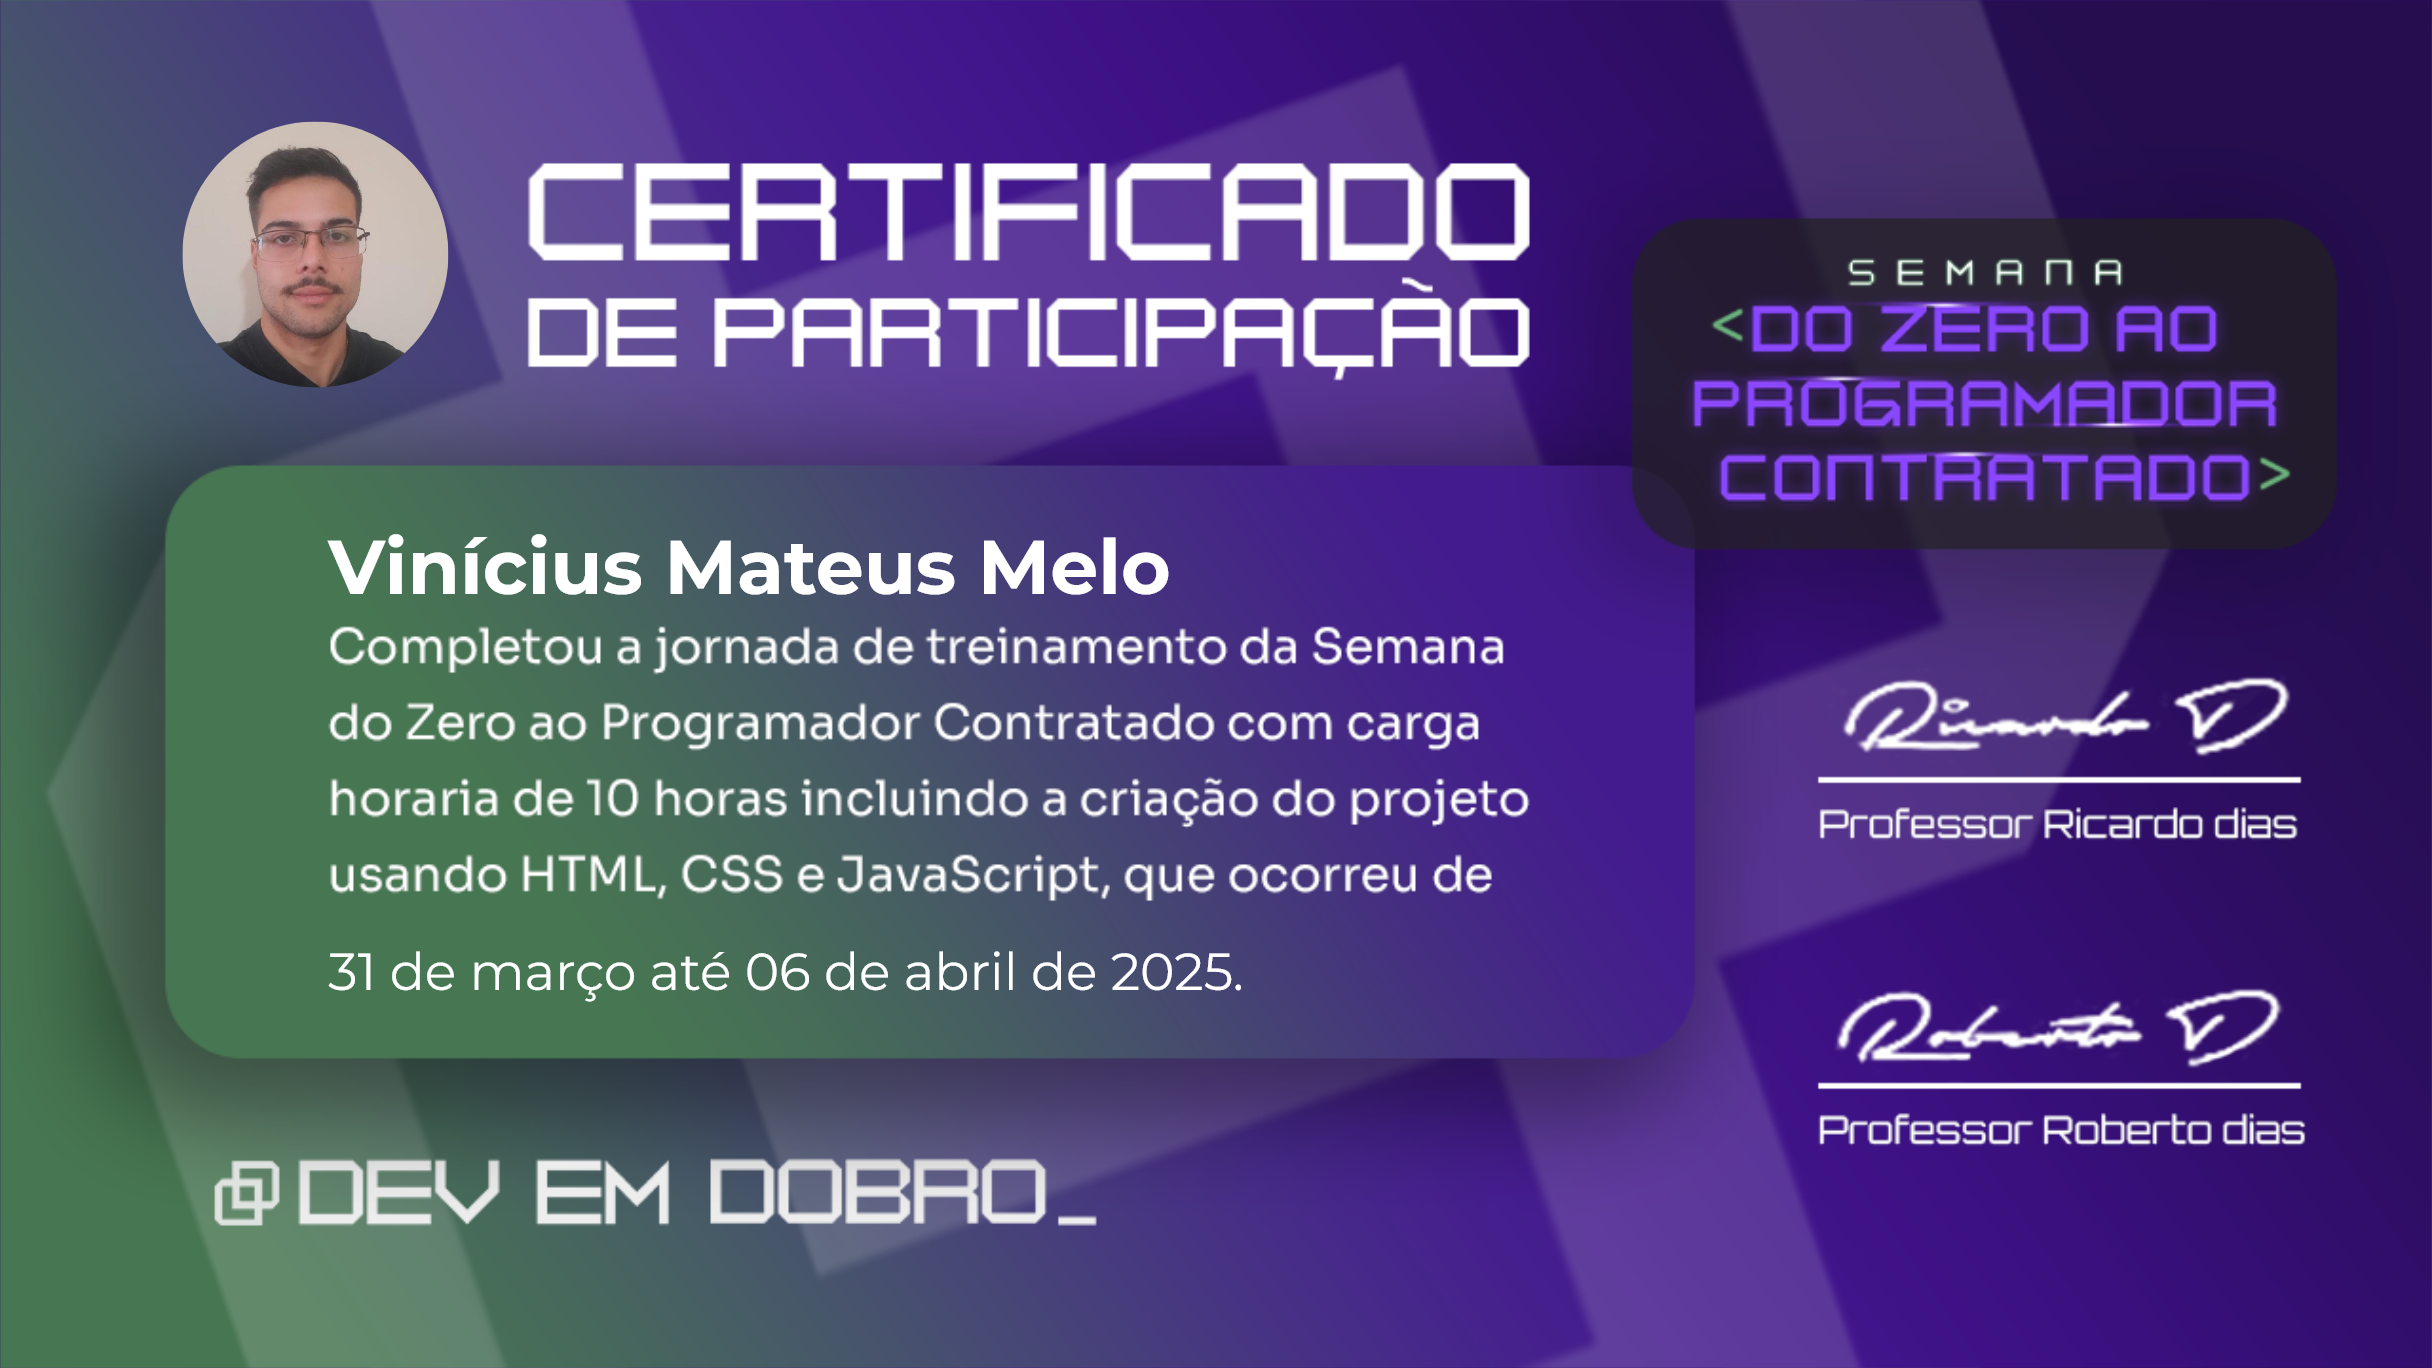 CERTIFICADO
DE PARTICIPAÇÃO
SEMANA
<DO ZERO AO
PROGRAMADOR
CONTRATADO>
Vinícius Mateus Melo
Completou a jornada de treinamento da Semana
do Zero ao Programador Contratado com carga
horaria de 10 horas incluindo a criação do projeto
usando HTML, CSS e JavaScript, que ocorreu de
31 de março até 06 de abril de 2025.
Ricardo D
Professor Ricardo dias
Roberto D
Professor Roberto dias
DEV EM DOBRO_